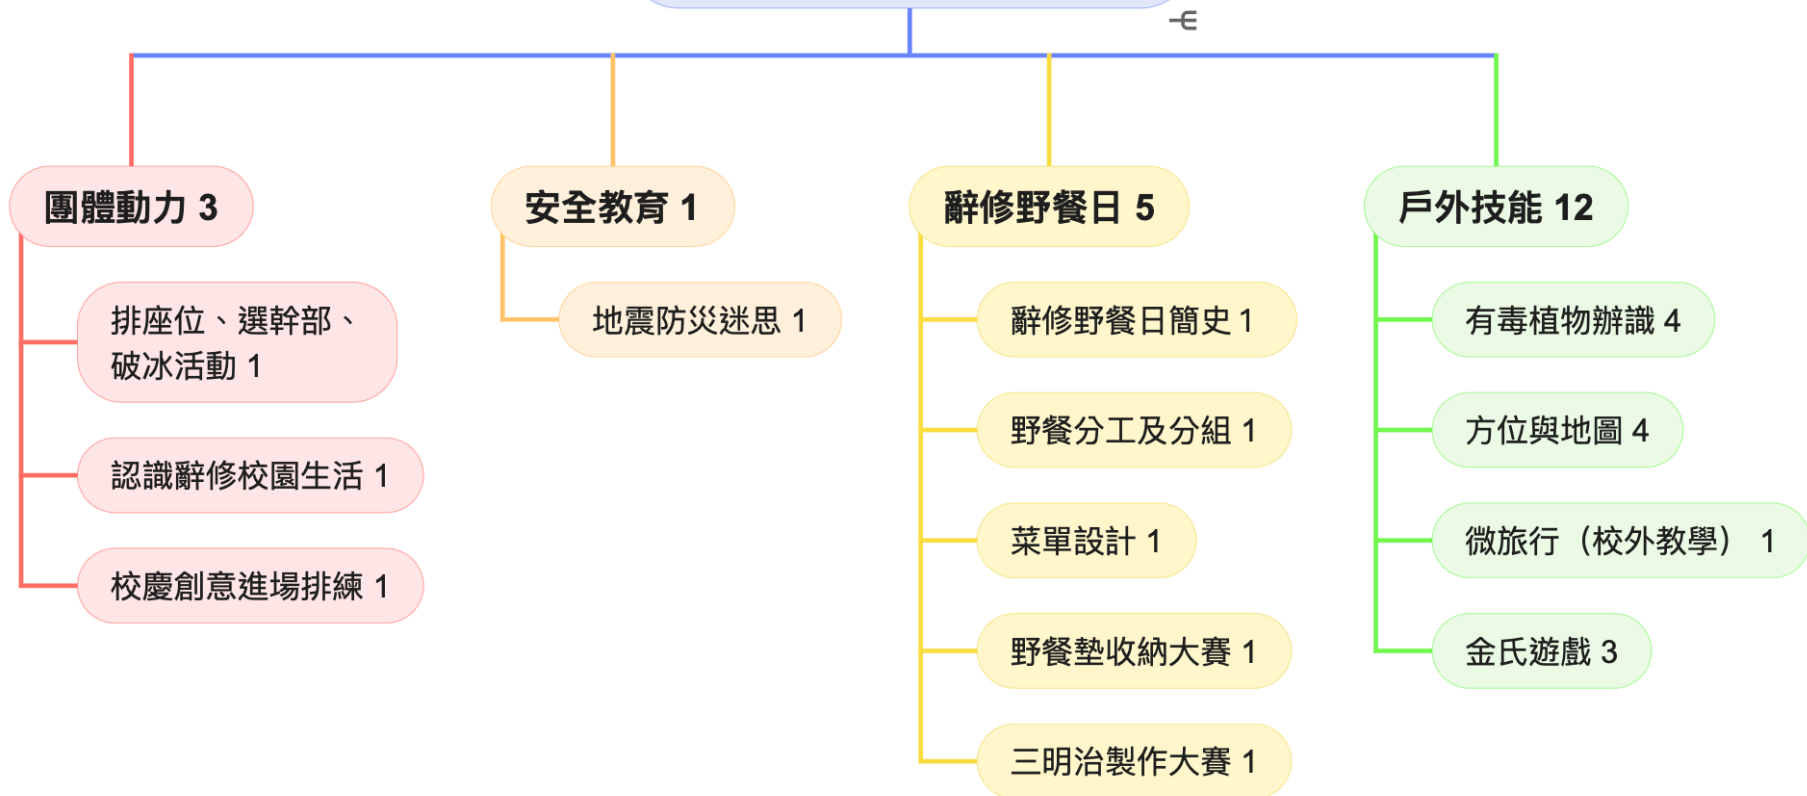 團體動力 3
排座位、選幹部、
破冰活動 1
認識辭修校園生活 1
校慶創意進場排練 1
安全教育 1
地震防災迷思 1
辭修野餐日 5
辭修野餐日簡史 1
野餐分工及分組 1
菜單設計 1
野餐墊收納大賽 1
三明治製作大賽 1
戶外技能 12
有毒植物辦識 4
方位與地圖 4
微旅行（校外教學） 1
金氏遊戲 3